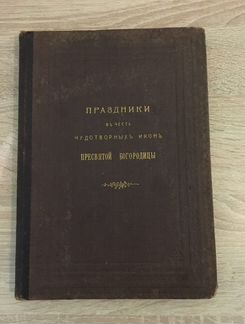 ПРАЗДНИКИ
ВЪ ЧЕСТЬ
ЧУДОТВОРНЫХЪ ИКОНЪ
ПРЕСВЯТОЙ БОГОРОДИЦЫ